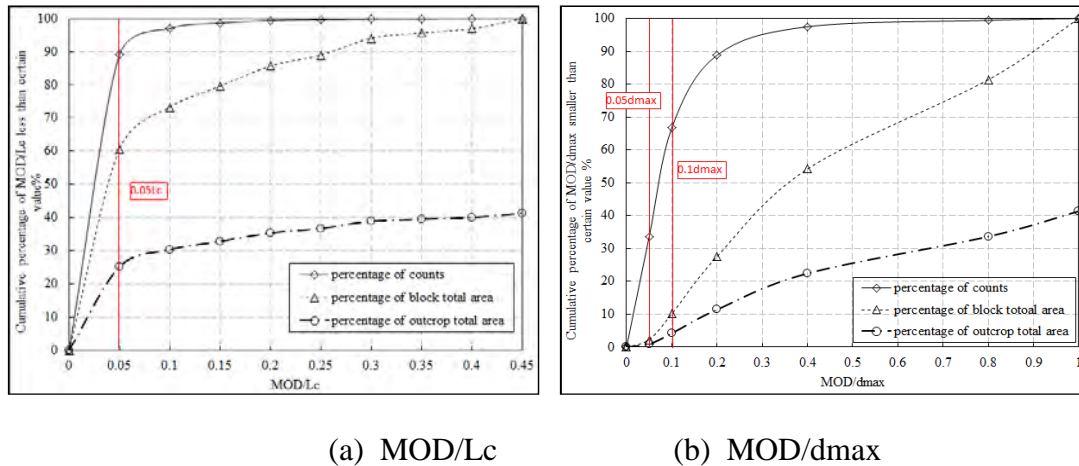 Cumulative percentage of MOD/Lc less than certain
value%
100
90
80
70
60
50
40
30
20
10
0
0.05Lc
percentage of counts
percentage of block total area
percentage of outcrop total area
0 0.05 0.1 0.15 0.2 0.25 0.3 0.35 0.4 0.45
MOD/Lc
Cumulative percentage of MOD/dmax smaller than
certain value %
100
90
80
70
60
50
40
30
20
10
0
0.05dmax
0.1dmax
percentage of counts
percentage of block totoal area
percentage of outcrop total area
0 0.1 0.2 0.3 0.4 0.5 0.6 0.7 0.8 0.9 1
MOD/dmax
(a) MOD/Lc (b) MOD/dmax